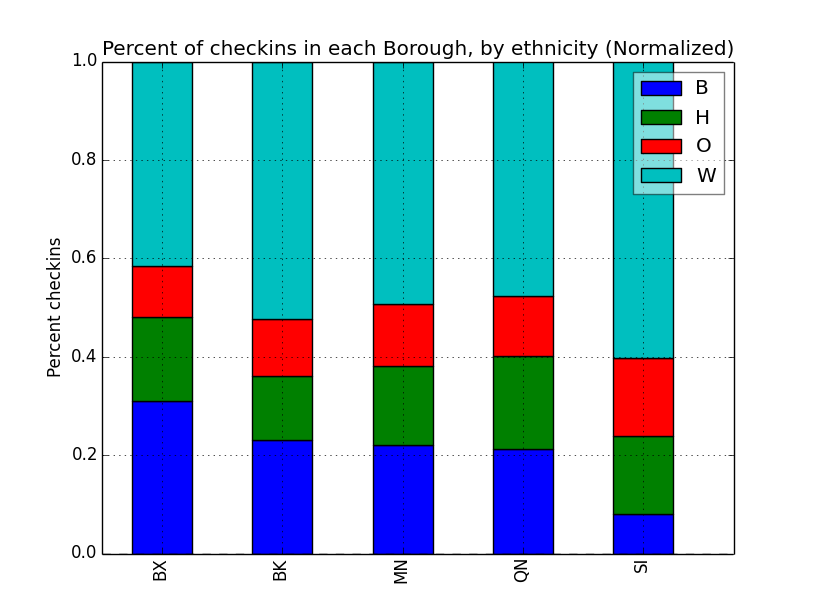 Percent of checkins in each Borough, by ethnicity (Normalized)
1.0
0.8
0.6
0.4
0.2
0.0
Percent checkins
B
H
O
W
BX
BK
MN
QN
SI